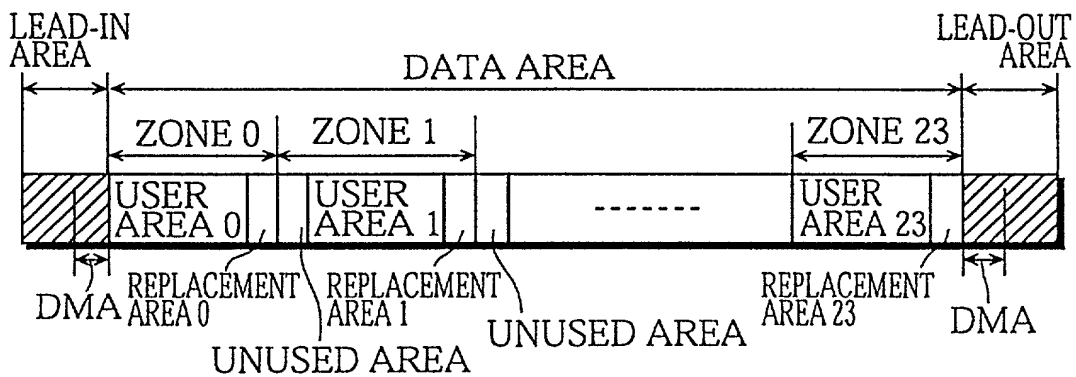 LEAD-IN
AREA
LEAD-OUT
AREA
DATA AREA
ZONE 0
ZONE 1
ZONE 23
USER
AREA 0
USER
AREA 1
USER
AREA 23
-------
DMA
REPLACEMENT
AREA 0
UNUSED AREA
REPLACEMENT
AREA 1
UNUSED AREA
REPLACEMENT
AREA 23
DMA